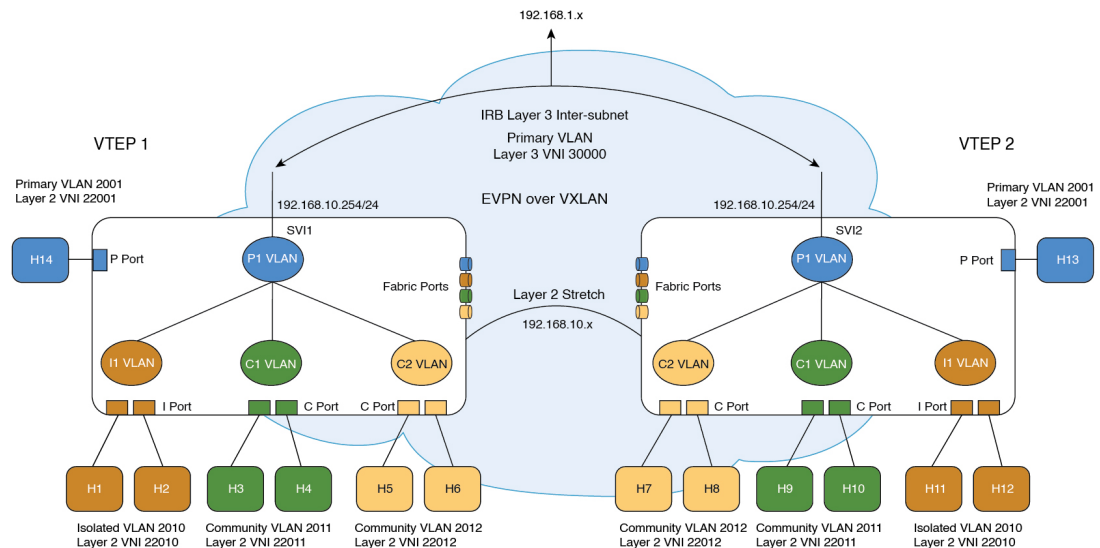 192.168.1.x
IRB Layer 3 Inter-subnet
Primary VLAN
Layer 3 VNI 30000
VTEP 1
VTEP 2
Primary VLAN 2001
Layer 2 VNI 22001
Primary VLAN 2001
Layer 2 VNI 22001
EVPN over VXLAN
192.168.10.254/24
192.168.10.254/24
SVI1
SVI2
H14
P Port
P1 VLAN
P1 VLAN
P Port
H13
Fabric Ports
Fabric Ports
Layer 2 Stretch
192.168.10.x
I1 VLAN
C1 VLAN
C2 VLAN
C2 VLAN
C1 VLAN
I1 VLAN
I Port
C Port
C Port
C Port
C Port
I Port
H1
H2
H3
H4
H5
H6
H7
H8
H9
H10
H11
H12
Isolated VLAN 2010
Layer 2 VNI 22010
Community VLAN 2011
Layer 2 VNI 22011
Community VLAN 2012
Layer 2 VNI 22012
Community VLAN 2012
Layer 2 VNI 22012
Community VLAN 2011
Layer 2 VNI 22011
Isolated VLAN 2010
Layer 2 VNI 22010